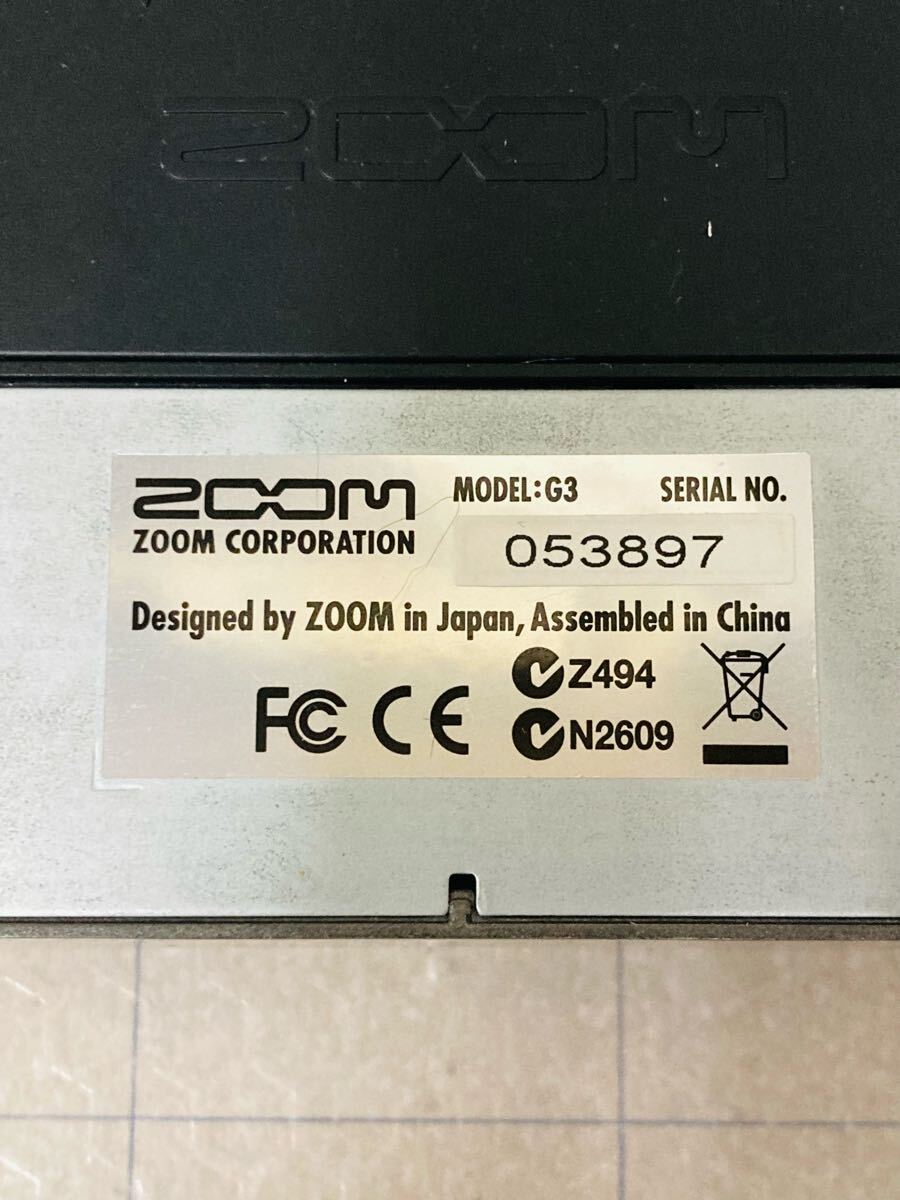 ZOOM
ZOOM MODEL:G3 SERIAL NO.
ZOOM CORPORATION 053897
Designed by ZOOM in Japan, Assembled in China
Z494
FC CE N2609